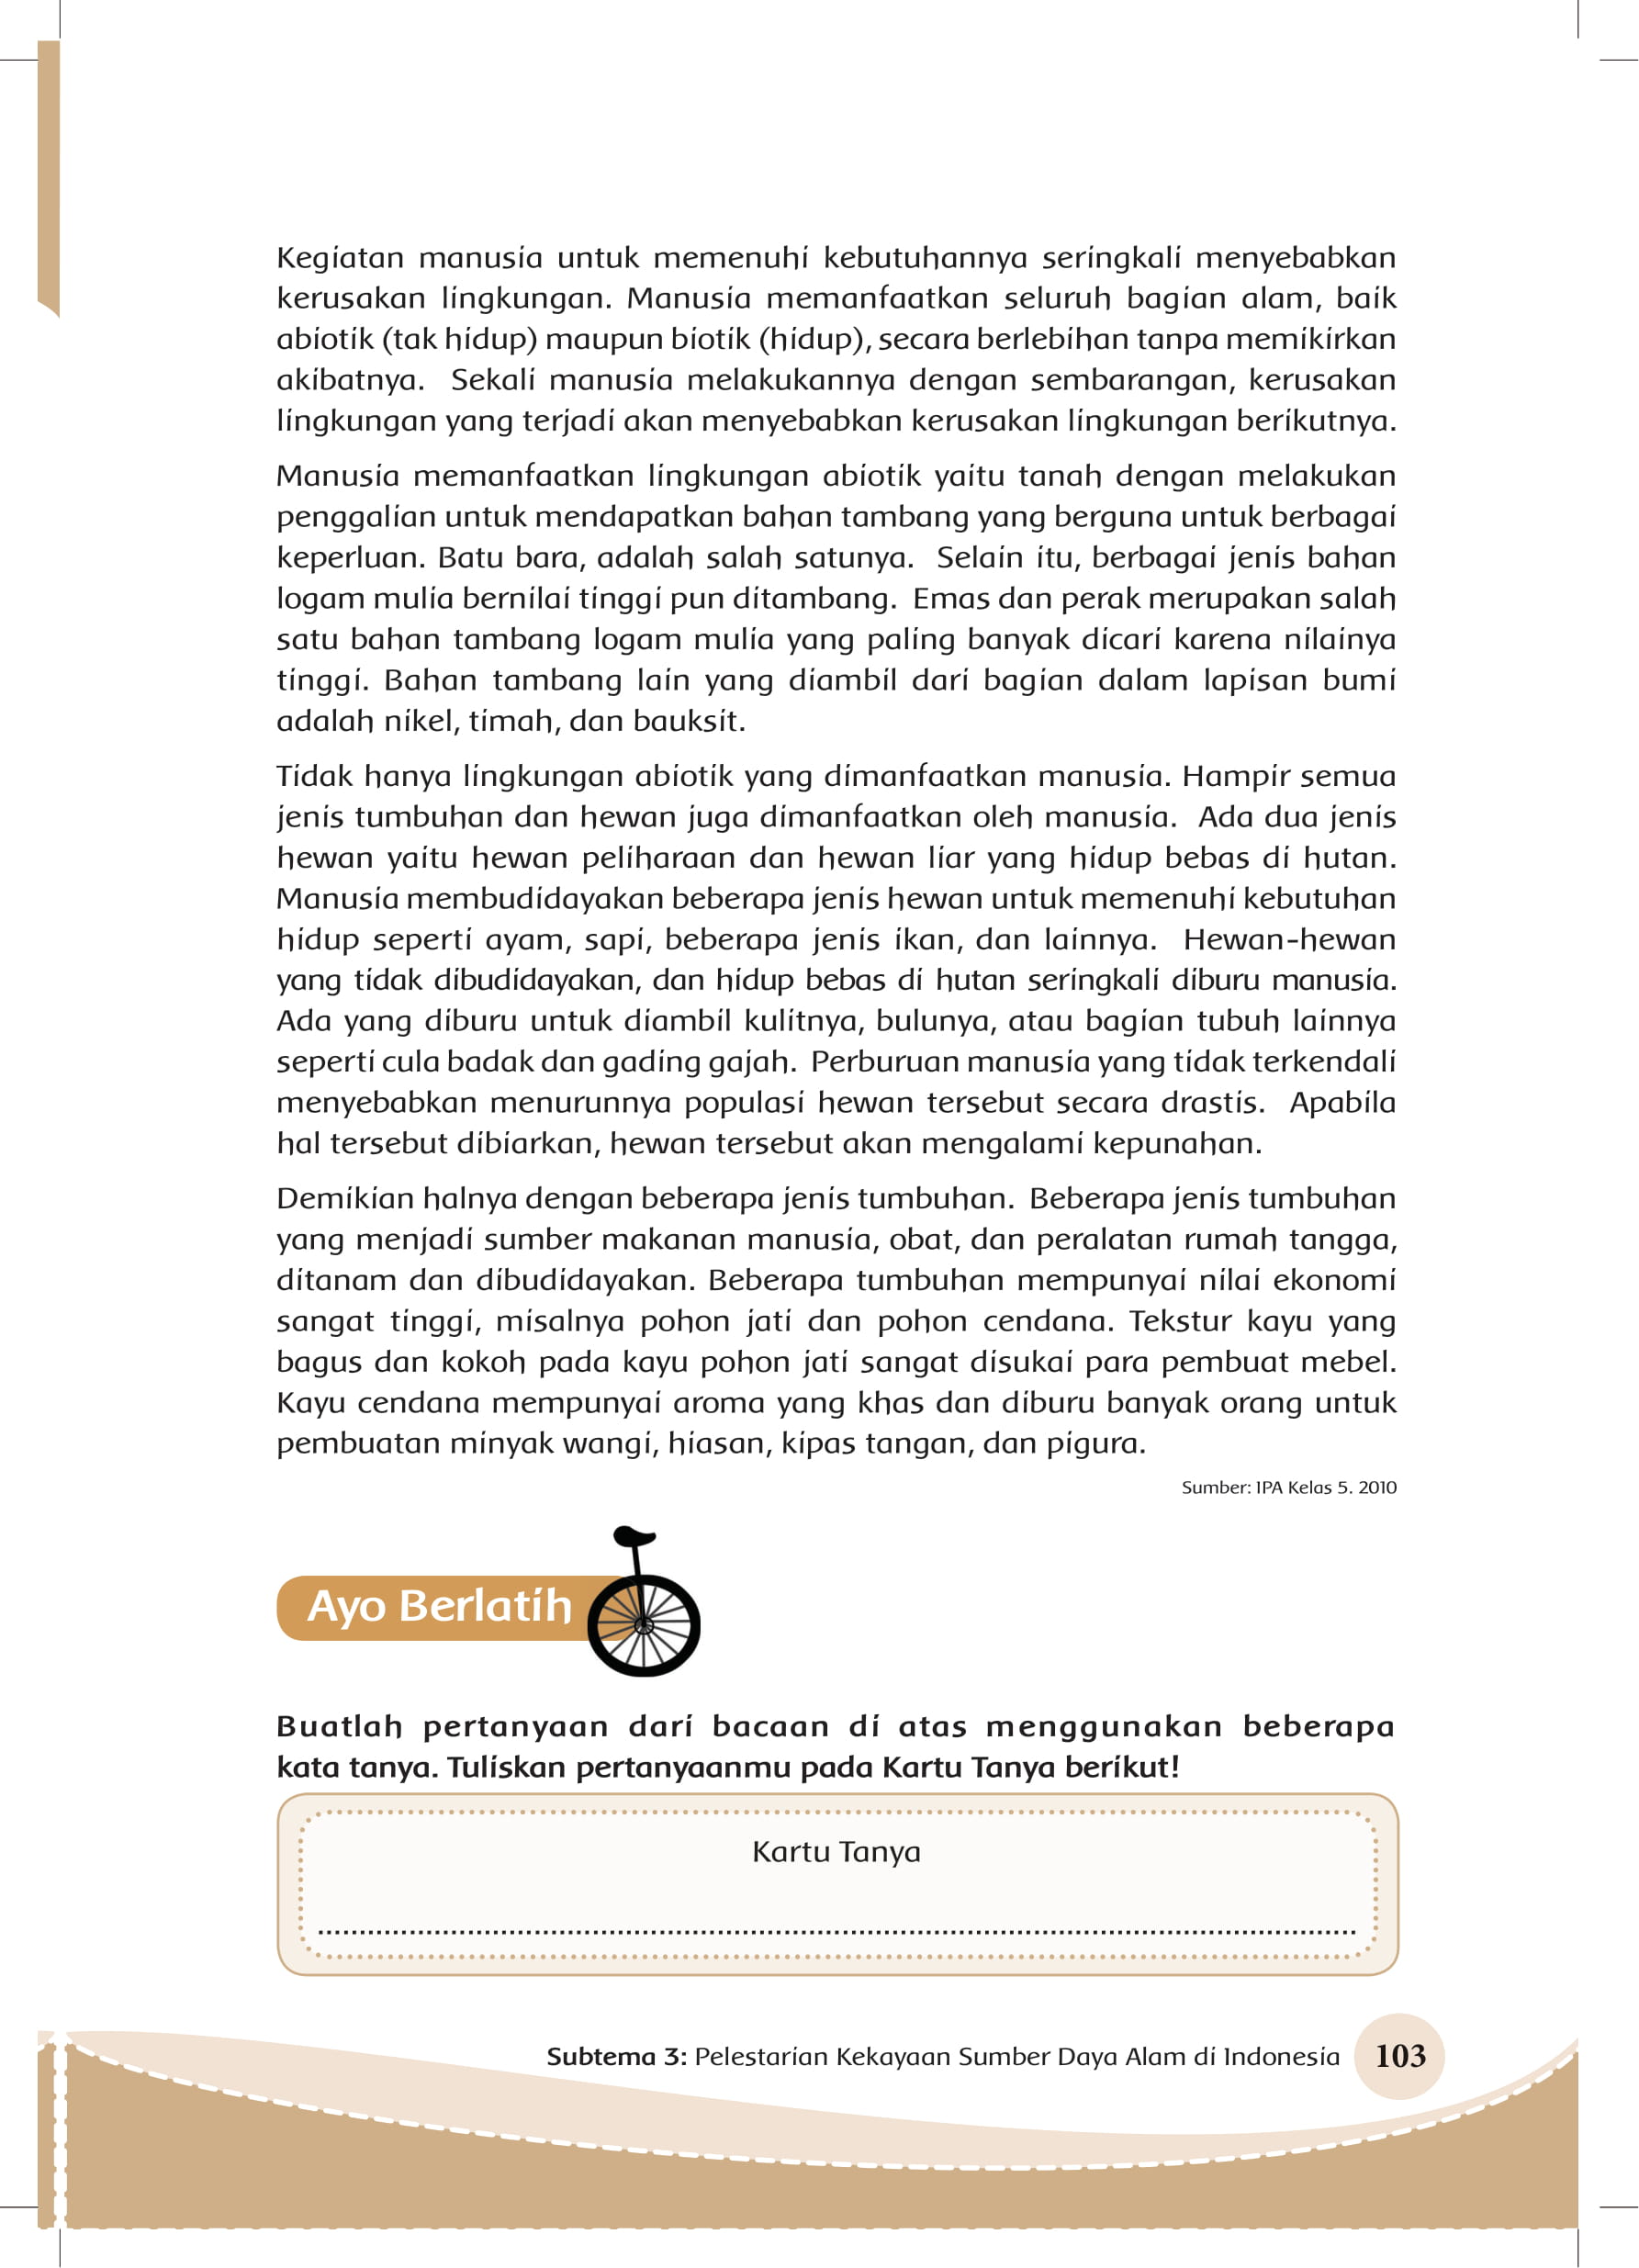 Kegiatan manusia untuk memenuhi kebutuhannya seringkali menyebabkan
kerusakan lingkungan. Manusia memanfaatkan seluruh bagian alam, baik
abiotik (tak hidup) maupun biotik (hidup), secara berlebihan tanpa memikirkan
akibatnya. Sekali manusia melakukannya dengan sembarangan, kerusakan
lingkungan yang terjadi akan menyebabkan kerusakan lingkungan berikutnya.
Manusia memanfaatkan lingkungan abiotik yaitu tanah dengan melakukan
penggalian untuk mendapatkan bahan tambang yang berguna untuk berbagai
keperluan. Batu bara, adalah salah satunya. Selain itu, berbagai jenis bahan
logam mulia bernilai tinggi pun ditambang. Emas dan perak merupakan salah
satu bahan tambang logam mulia yang paling banyak dicari karena nilainya
tinggi. Bahan tambang lain yang diambil dari bagian dalam lapisan bumi
adalah nikel, timah, dan bauksit.
Tidak hanya lingkungan abiotik yang dimanfaatkan manusia. Hampir semua
jenis tumbuhan dan hewan juga dimanfaatkan oleh manusia. Ada dua jenis
hewan yaitu hewan peliharaan dan hewan liar yang hidup bebas di hutan.
Manusia membudidayakan beberapa jenis hewan untuk memenuhi kebutuhan
hidup seperti ayam, sapi, beberapa jenis ikan, dan lainnya. Hewan-hewan
yang tidak dibudidayakan, dan hidup bebas di hutan seringkali diburu manusia.
Ada yang diburu untuk diambil kulitnya, bulunya, atau bagian tubuh lainnya
seperti cula badak dan gading gajah. Perburuan manusia yang tidak terkendali
menyebabkan menurunnya populasi hewan tersebut secara drastis. Apabila
hal tersebut dibiarkan, hewan tersebut akan mengalami kepunahan.
Demikian halnya dengan beberapa jenis tumbuhan. Beberapa jenis tumbuhan
yang menjadi sumber makanan manusia, obat, dan peralatan rumah tangga,
ditanam dan dibudidayakan. Beberapa tumbuhan mempunyai nilai ekonomi
sangat tinggi, misalnya pohon jati dan pohon cendana. Tekstur kayu yang
bagus dan kokoh pada kayu pohon jati sangat disukai para pembuat mebel.
Kayu cendana mempunyai aroma yang khas dan diburu banyak orang untuk
pembuatan minyak wangi, hiasan, kipas tangan, dan pigura.
Sumber: IPA Kelas 5. 2010
Ayo Berlatih
Buatlah pertanyaan dari bacaan di atas menggunakan beberapa
kata tanya. Tuliskan pertanyaanmu pada Kartu Tanya berikut!
Kartu Tanya
Subtema 3: Pelestarian Kekayaan Sumber Daya Alam di Indonesia 103